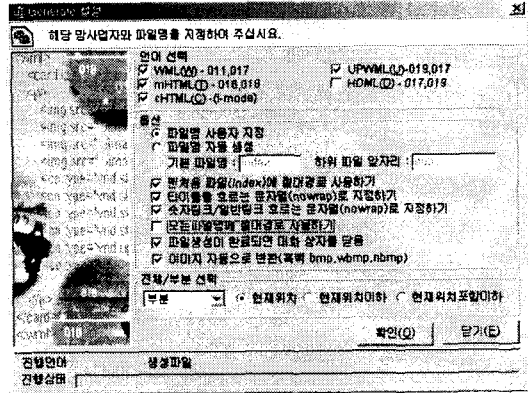 Generate 설정
해당 망사업자와 파일명을 지정하여 주십시요.
언어 선택
WML(W) - 011,017
UPWML(U)-019,017
mHTML(T) - 016,018
HDML(D) - 017,019
cHTML(C) -(i-mode)
옵션
파일명 사용자 지정
파일명 자동 생성
기본 파일명 :
하위 파일 앞자리 :
번처음 파일(index)에 절대경로 사용하기
타이틀을 흐르는 문자열(nowrap)로 지정하기
숫자링크/일반링크 흐르는 문자열(nowrap)로 지정하기
모든파일명에 절대경로 사용하기
파일생성이 완료되면 대화 상자를 닫음
이미지 자동으로 변환(흑백 bmp,wbmp,nbmp)
전체/부분 선택
부분
현재위치
현재위치이하
현재위치포함이하
확인(O)
닫기(E)
진행언어
생성파일
진행상태